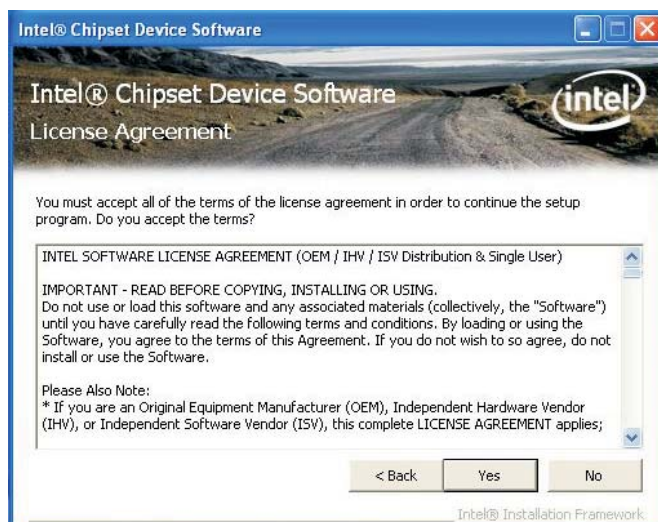 Intel® Chipset Device Software
Intel® Chipset Device Software
intel
License Agreement
You must accept all of the terms of the license agreement in order to continue the setup
program. Do you accept the terms?
INTEL SOFTWARE LICENSE AGREEMENT (OEM / IHV / ISV Distribution & Single User)
IMPORTANT - READ BEFORE COPYING, INSTALLING OR USING.
Do not use or load this software and any associated materials (collectively, the "Software")
until you have carefully read the following terms and conditions. By loading or using the
Software, you agree to the terms of this Agreement. If you do not wish to so agree, do not
install or use the Software.
Please Also Note:
* If you are an Original Equipment Manufacturer (OEM), Independent Hardware Vendor
(IHV), or Independent Software Vendor (ISV), this complete LICENSE AGREEMENT applies;
< Back Yes No
Intel® Installation Framework